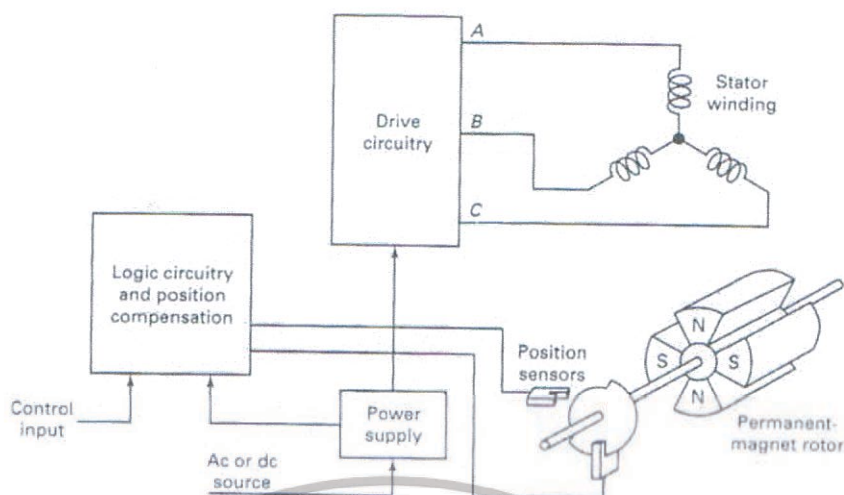 A
Stator
winding
Drive
circuitry
B
C
Logic circuitry
and position
compensation
Position
sensors
N
S
S
N
Control
input
Power
supply
Permanent-
magnet rotor
Ac or dc
source